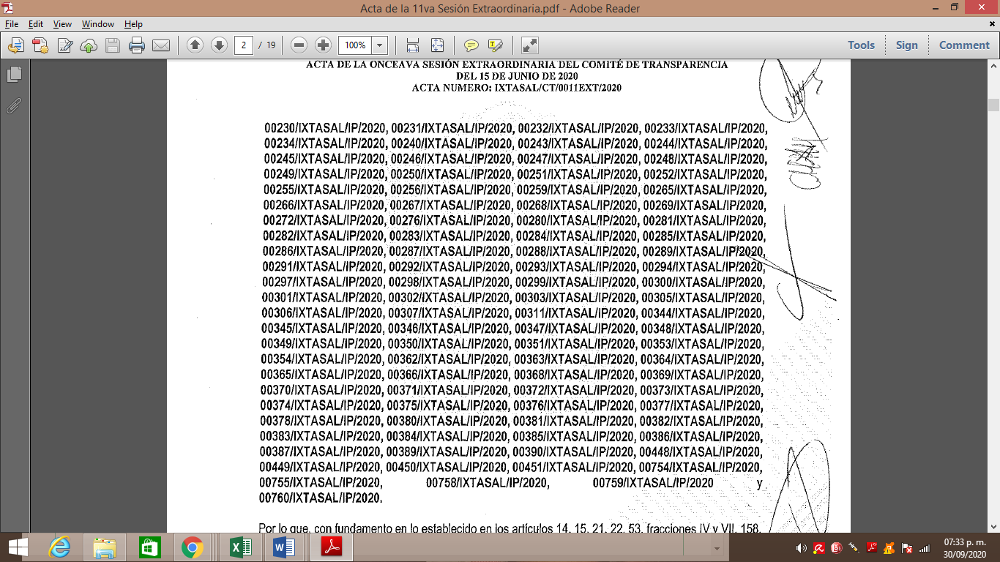 Acta de la 11va Sesión Extraordinaria.pdf - Adobe Reader
File Edit View Window Help
2 / 19 100% Tools Sign Comment
ACTA DE LA ONCEAVA SESIÓN EXTRAORDINARIA DEL COMITÉ DE TRANSPARENCIA
DEL 15 DE JUNIO DE 2020
ACTA NUMERO: IXTASAL/CT/0011EXT/2020
00230/IXTASAL/IP/2020, 00231/IXTASAL/IP/2020, 00232/IXTASAL/IP/2020, 00233/IXTASAL/IP/2020,
00234/IXTASAL/IP/2020, 00240/IXTASAL/IP/2020, 00243/IXTASAL/IP/2020, 00244/IXTASAL/IP/2020,
00245/IXTASAL/IP/2020, 00246/IXTASAL/IP/2020, 00247/IXTASAL/IP/2020, 00248/IXTASAL/IP/2020,
00249/IXTASAL/IP/2020, 00250/IXTASAL/IP/2020, 00251/IXTASAL/IP/2020, 00252/IXTASAL/IP/2020,
00255/IXTASAL/IP/2020, 00256/IXTASAL/IP/2020, 00259/IXTASAL/IP/2020, 00265/IXTASAL/IP/2020,
00266/IXTASAL/IP/2020, 00267/IXTASAL/IP/2020, 00268/IXTASAL/IP/2020, 00269/IXTASAL/IP/2020,
00272/IXTASAL/IP/2020, 00276/IXTASAL/IP/2020, 00280/IXTASAL/IP/2020, 00281/IXTASAL/IP/2020,
00282/IXTASAL/IP/2020, 00283/IXTASAL/IP/2020, 00284/IXTASAL/IP/2020, 00285/IXTASAL/IP/2020,
00286/IXTASAL/IP/2020, 00287/IXTASAL/IP/2020, 00288/IXTASAL/IP/2020, 00289/IXTASAL/IP/2020,
00291/IXTASAL/IP/2020, 00292/IXTASAL/IP/2020, 00293/IXTASAL/IP/2020, 00294/IXTASAL/IP/2020,
00297/IXTASAL/IP/2020, 00298/IXTASAL/IP/2020, 00299/IXTASAL/IP/2020, 00300/IXTASAL/IP/2020,
00301/IXTASAL/IP/2020, 00302/IXTASAL/IP/2020, 00303/IXTASAL/IP/2020, 00305/IXTASAL/IP/2020,
00306/IXTASAL/IP/2020, 00307/IXTASAL/IP/2020, 00311/IXTASAL/IP/2020, 00344/IXTASAL/IP/2020,
00345/IXTASAL/IP/2020, 00346/IXTASAL/IP/2020, 00347/IXTASAL/IP/2020, 00348/IXTASAL/IP/2020,
00349/IXTASAL/IP/2020, 00350/IXTASAL/IP/2020, 00351/IXTASAL/IP/2020, 00353/IXTASAL/IP/2020,
00354/IXTASAL/IP/2020, 00362/IXTASAL/IP/2020, 00363/IXTASAL/IP/2020, 00364/IXTASAL/IP/2020,
00365/IXTASAL/IP/2020, 00366/IXTASAL/IP/2020, 00368/IXTASAL/IP/2020, 00369/IXTASAL/IP/2020,
00370/IXTASAL/IP/2020, 00371/IXTASAL/IP/2020, 00372/IXTASAL/IP/2020, 00373/IXTASAL/IP/2020,
00374/IXTASAL/IP/2020, 00375/IXTASAL/IP/2020, 00376/IXTASAL/IP/2020, 00377/IXTASAL/IP/2020,
00378/IXTASAL/IP/2020, 00380/IXTASAL/IP/2020, 00381/IXTASAL/IP/2020, 00382/IXTASAL/IP/2020,
00383/IXTASAL/IP/2020, 00384/IXTASAL/IP/2020, 00385/IXTASAL/IP/2020, 00386/IXTASAL/IP/2020,
00387/IXTASAL/IP/2020, 00389/IXTASAL/IP/2020, 00390/IXTASAL/IP/2020, 00448/IXTASAL/IP/2020,
00449/IXTASAL/IP/2020, 00450/IXTASAL/IP/2020, 00451/IXTASAL/IP/2020, 00754/IXTASAL/IP/2020,
00755/IXTASAL/IP/2020, 00758/IXTASAL/IP/2020, 00759/IXTASAL/IP/2020 y
00760/IXTASAL/IP/2020.
Por lo que, con fundamento en lo establecido en los artículos 14, 15, 21, 22, 53, fracciones IV y VII, 158,
07:33 p. m.
30/09/2020